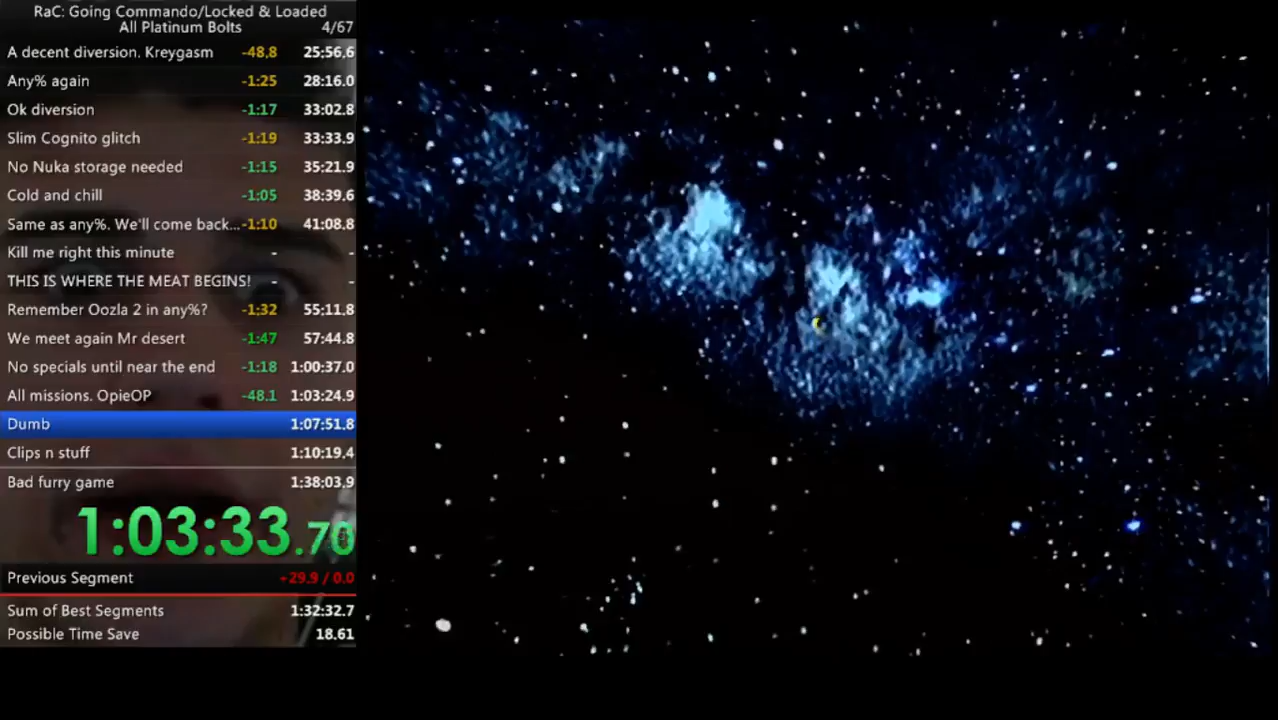 RaC: Going Commando/Locked & Loaded
All Platinum Bolts 4/67
A decent diversion. Kreygasm -48.8 25:56.6
Any% again -1:25 28:16.0
Ok diversion -1:17 33:02.8
Slim Cognito glitch -1:19 33:33.9
No Nuka storage needed -1:15 35:21.9
Cold and chill -1:05 38:39.6
Same as any%. We'll come back... -1:10 41:08.8
Kill me right this minute - -
THIS IS WHERE THE MEAT BEGINS! - -
Remember Oozla 2 in any%? -1:32 55:11.8
We meet again Mr desert -1:47 57:44.8
No specials until near the end -1:18 1:00:37.0
All missions. OpieOP -48.1 1:03:24.9
Dumb 1:07:51.8
Clips n stuff 1:10:19.4
Bad furry game 1:38:03.9
1:03:33.70
Previous Segment +29.9 / 0.0
Sum of Best Segments 1:32:32.7
Possible Time Save 18.61